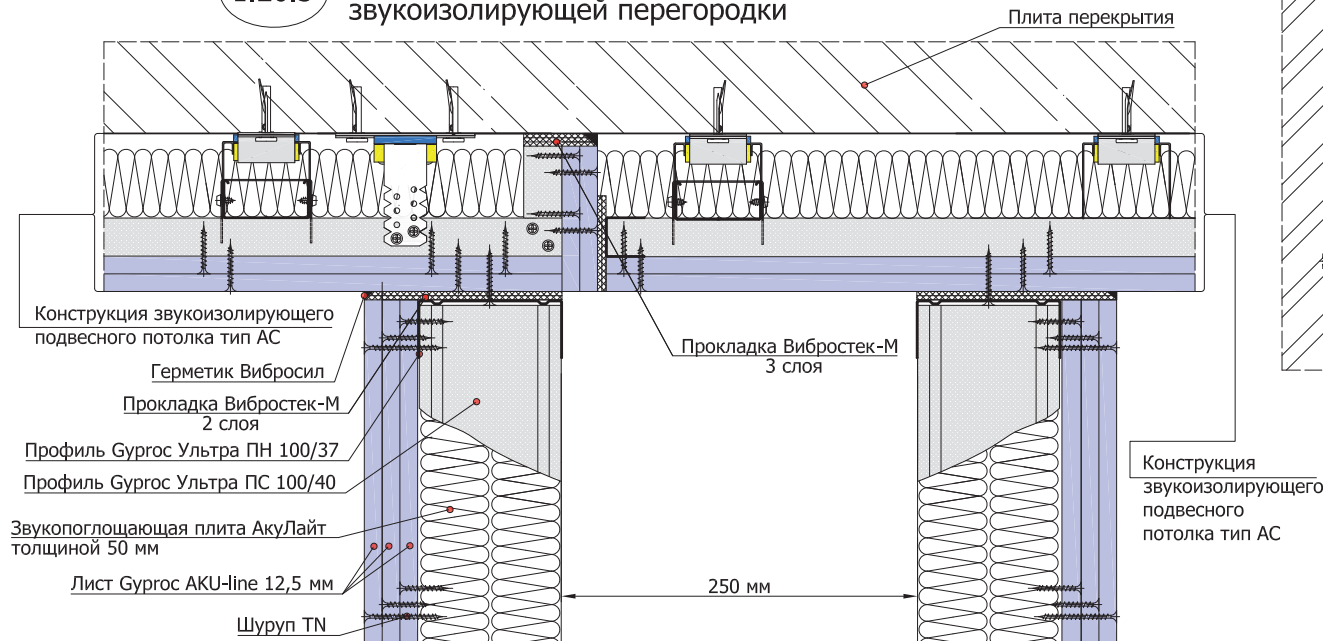 звукоизолирующей перегородки
Плита перекрытия
Конструкция звукоизолирующего
подвесного потолка тип АС
Герметик Вибросил
Прокладка Вибростек-М
2 слоя
Профиль Gyproc Ультра ПН 100/37
Профиль Gyproc Ультра ПС 100/40
Звукопоглощающая плита АкуЛайт
толщиной 50 мм
Лист Gyproc AKU-line 12,5 мм
Шуруп TN
Прокладка Вибростек-М
3 слоя
250 мм
Конструкция
звукоизолирующего
подвесного
потолка тип АС